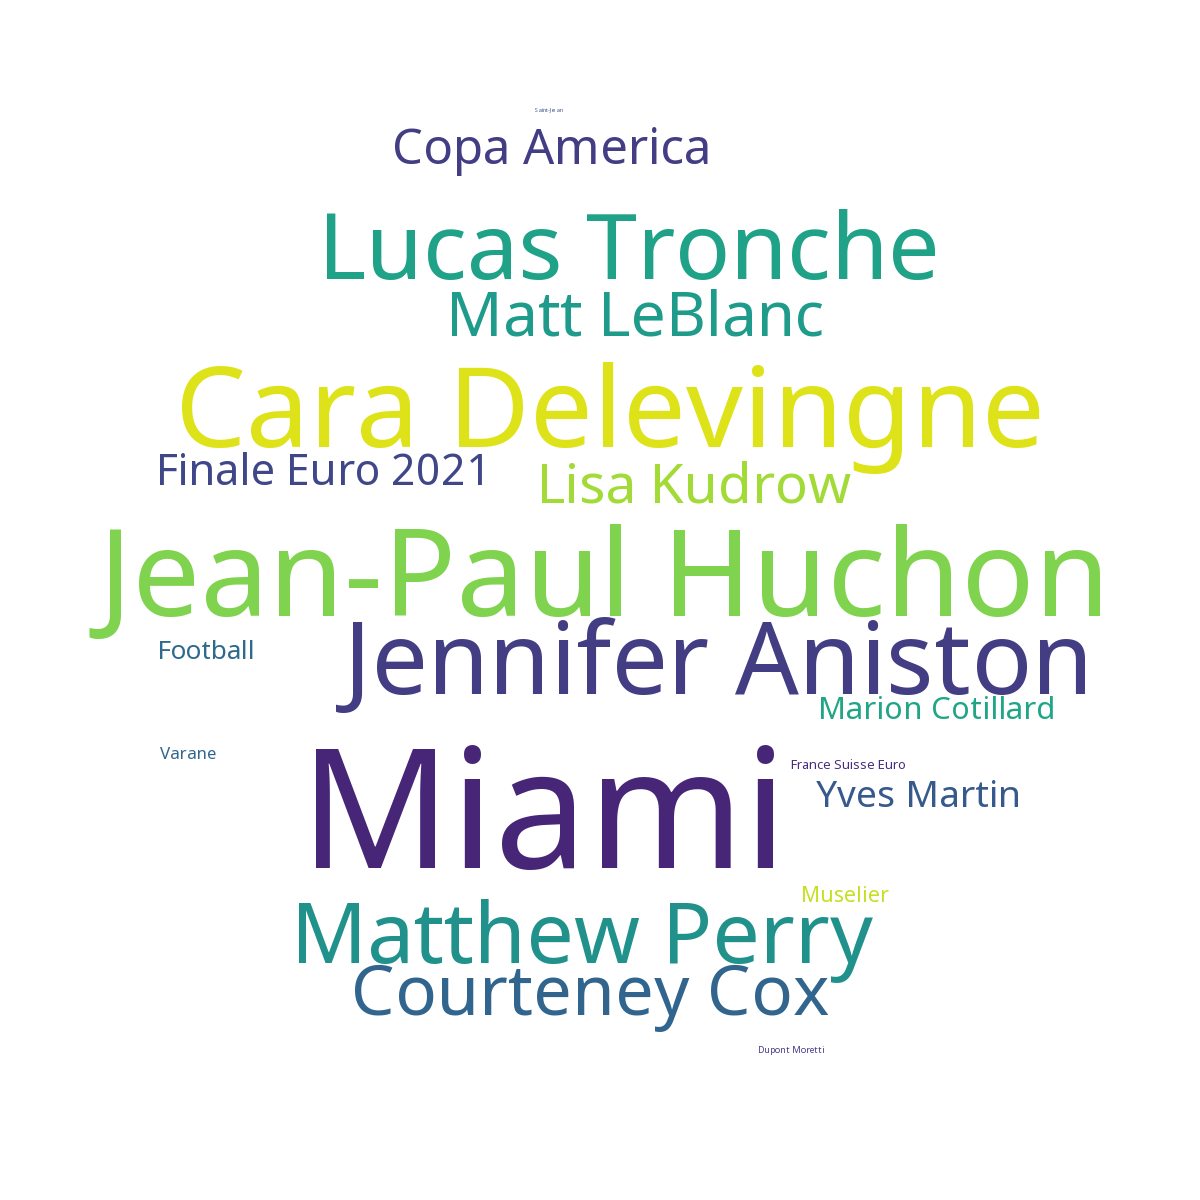 Saint-Jean
Copa America
Lucas Tronche
Matt LeBlanc
Cara Delevingne
Finale Euro 2021
Lisa Kudrow
Jean-Paul Huchon
Football
Jennifer Aniston
Marion Cotillard
Varane
Miami
France Suisse Euro
Yves Martin
Muselier
Matthew Perry
Courteney Cox
Dupont Moretti